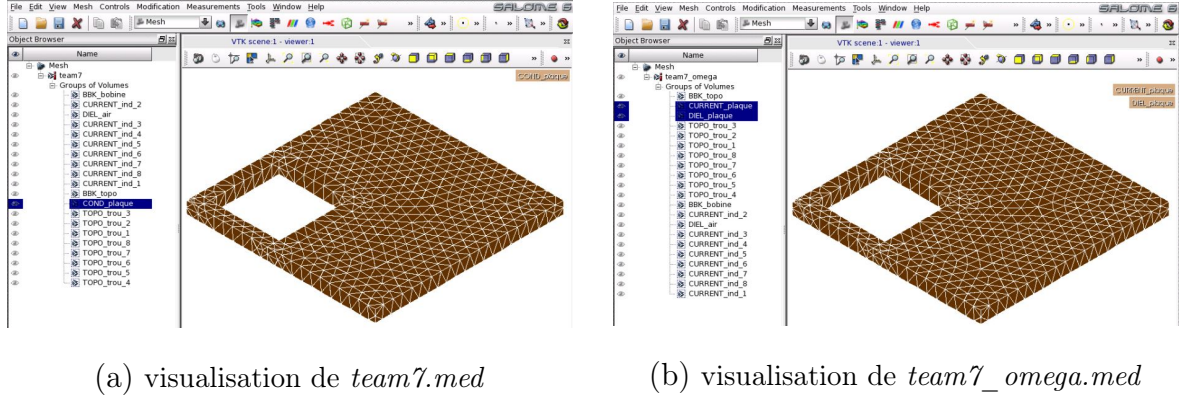 File Edit View Mesh Controls Modification Measurements Tools Window Help
SALOME 6
Mesh
Object Browser
Name
Mesh
team7
Groups of Volumes
BBK_bobine
CURRENT_ind_2
DIEL_air
CURRENT_ind_3
CURRENT_ind_4
CURRENT_ind_5
CURRENT_ind_6
CURRENT_ind_7
CURRENT_ind_8
CURRENT_ind_1
BBK_topo
COND_plaque
TOPO_trou_3
TOPO_trou_2
TOPO_trou_1
TOPO_trou_8
TOPO_trou_7
TOPO_trou_6
TOPO_trou_5
TOPO_trou_4
VTK scene:1 - viewer:1
COND_plaque
(a) visualisation de team7.med
File Edit View Mesh Controls Modification Measurements Tools Window Help
SALOME 6
Mesh
Object Browser
Name
Mesh
team7_omega
Groups of Volumes
BBK_topo
CURRENT_plaque
DIEL_plaque
TOPO_trou_3
TOPO_trou_2
TOPO_trou_1
TOPO_trou_8
TOPO_trou_7
TOPO_trou_6
TOPO_trou_5
TOPO_trou_4
BBK_bobine
CURRENT_ind_2
DIEL_air
CURRENT_ind_3
CURRENT_ind_4
CURRENT_ind_5
CURRENT_ind_6
CURRENT_ind_7
CURRENT_ind_8
CURRENT_ind_1
VTK scene:1 - viewer:1
CURRENT_plaque
DIEL_plaque
(b) visualisation de team7_omega.med